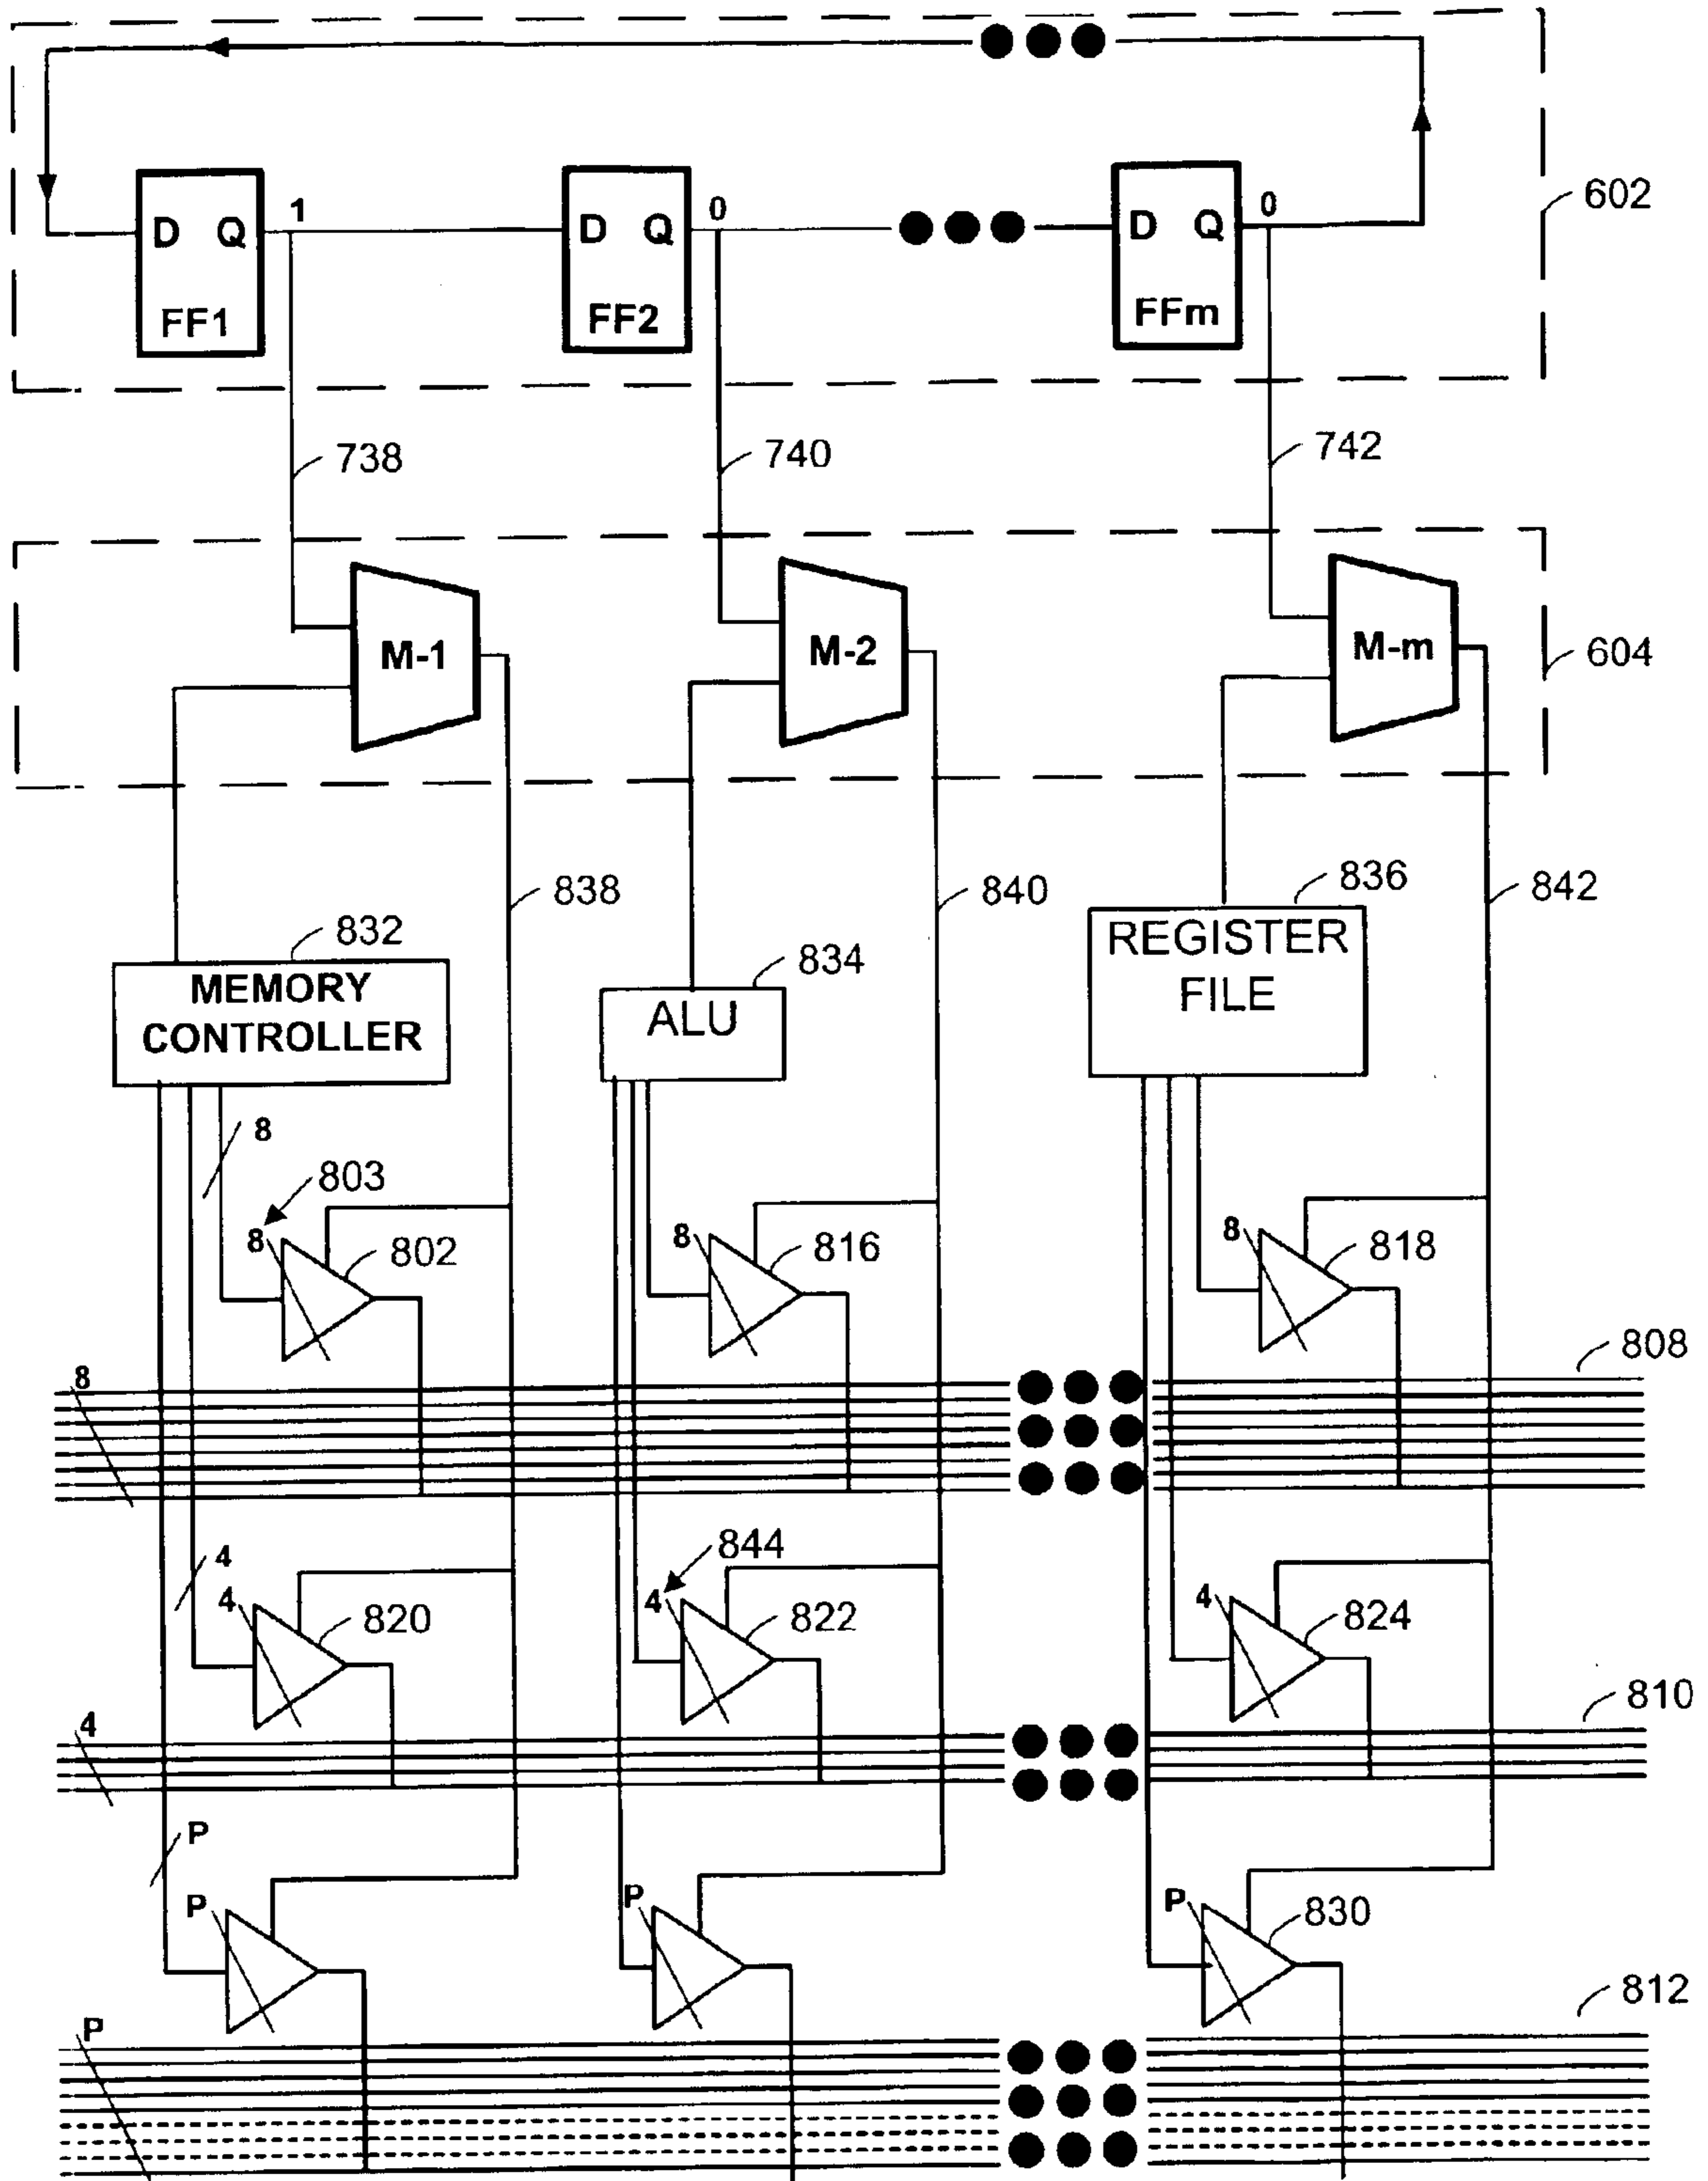 1
0
0
602
D Q
FF1
D Q
FF2
D Q
FFm
738
740
742
M-1
M-2
M-m
604
838
840
836
842
832
834
MEMORY
CONTROLLER
ALU
REGISTER
FILE
8
803
8
802
8
816
8
818
808
8
4
844
4
820
4
822
4
824
810
4
P
P
P
P
830
812
P